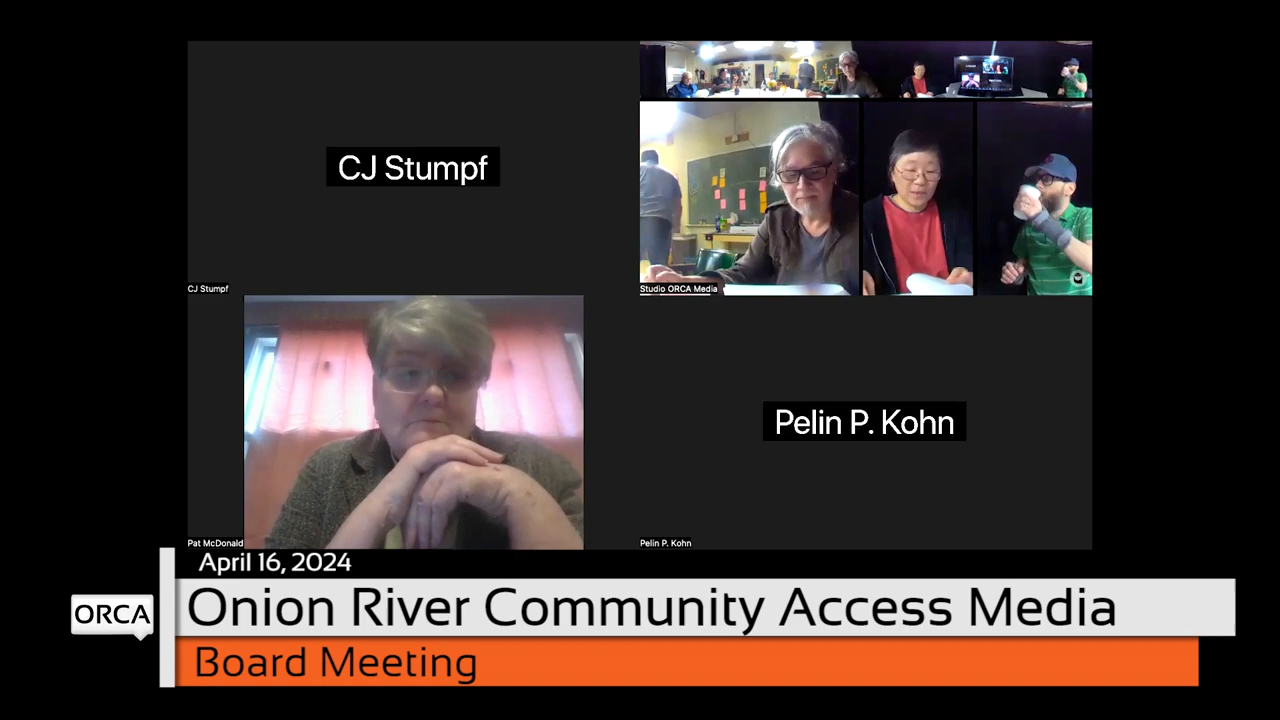 CJ Stumpf
CJ Stumpf
Studio ORCA Media
Pelin P. Kohn
Pat McDonald
Pelin P. Kohn
April 16, 2024
ORCA
Onion River Community Access Media
Board Meeting